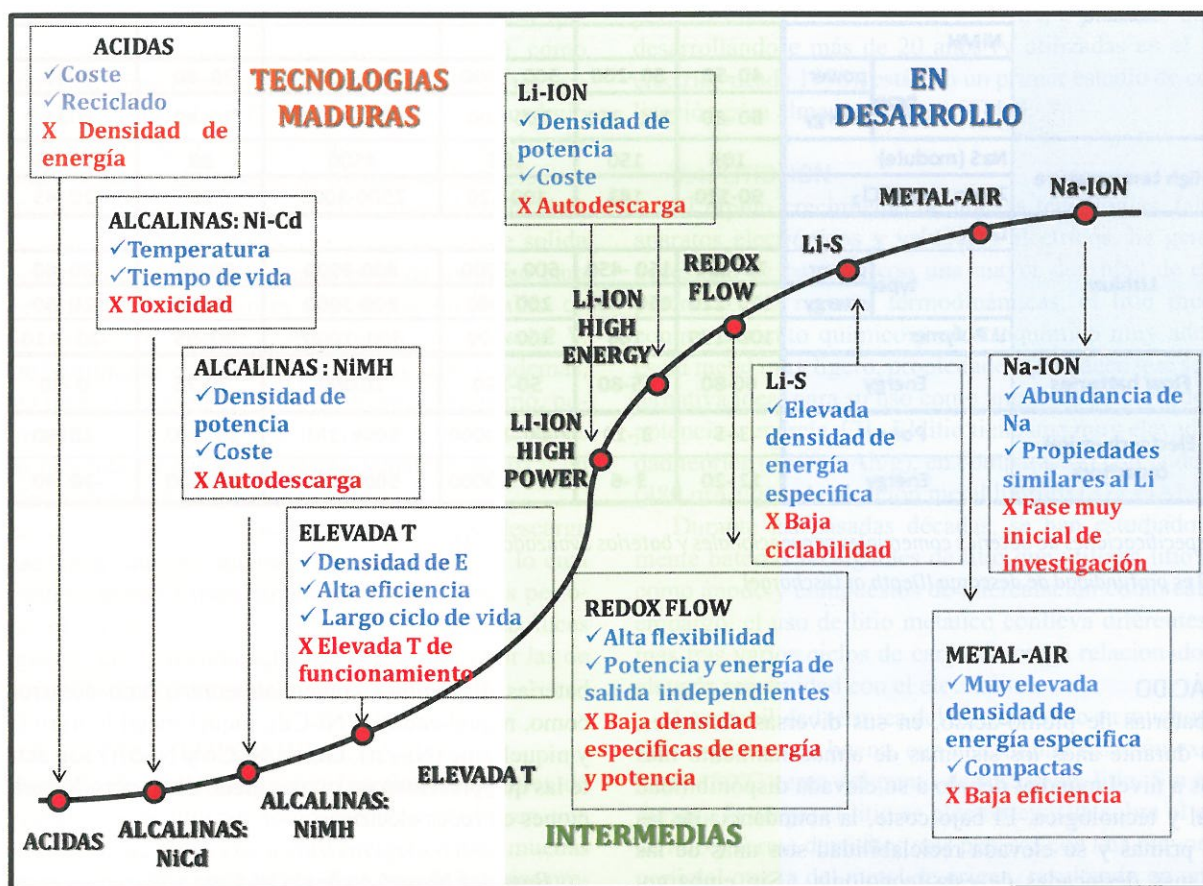 ACIDAS
✓Coste
✓Reciclado
X Densidad de
energía
TECNOLOGIAS
MADURAS
ALCALINAS: Ni-Cd
✓Temperatura
✓Tiempo de vida
X Toxicidad
ALCALINAS : NiMH
✓Densidad de
potencia
✓Coste
X Autodescarga
ELEVADA T
✓Densidad de E
✓Alta eficiencia
✓Largo ciclo de vida
X Elevada T de
funcionamiento
Li-ION
✓Densidad de
potencia
✓Coste
X Autodescarga
EN
DESARROLLO
Li-ION
HIGH
ENERGY
Li-ION
HIGH
POWER
REDOX
FLOW
Li-S
METAL-AIR
Na-ION
Li-S
✓Elevada
densidad de
energía
especifica
X Baja
ciclabilidad
Na-ION
✓Abundancia de
Na
✓Propiedades
similares al Li
X Fase muy
inicial de
investigación
REDOX FLOW
✓Alta flexibilidad
✓Potencia y energía de
salida independientes
X Baja densidad
especificas de energía
y potencia
METAL-AIR
✓Muy elevada
densidad de
energía especifica
✓Compactas
X Baja eficiencia
ACIDAS
ALCALINAS:
NiCd
ALCALINAS:
NiMH
ELEVADA T
INTERMEDIAS